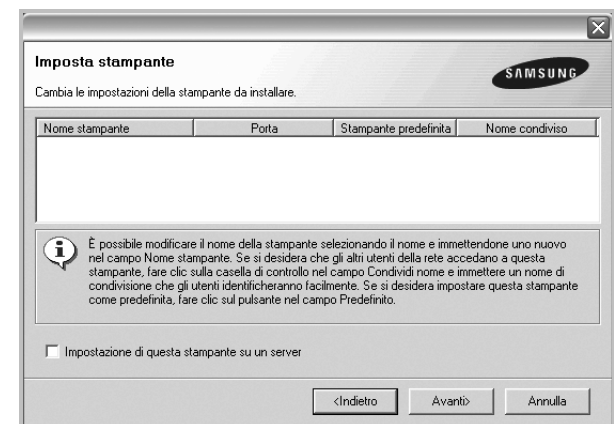 Imposta stampante
SAMSUNG
Cambia le impostazioni della stampante da installare.
Nome stampante Porta Stampante predefinita Nome condiviso
È possibile modificare il nome della stampante selezionando il nome e immettendone uno nuovo
nel campo Nome stampante. Se si desidera che gli altri utenti della rete accedano a questa
stampante, fare clic sulla casella di controllo nel campo Condividi nome e immettere un nome di
condivisione che gli utenti identificheranno facilmente. Se si desidera impostare questa stampante
come predefinita, fare clic sul pulsante nel campo Predefinito.
Impostazione di questa stampante su un server
<Indietro Avanti> Annulla